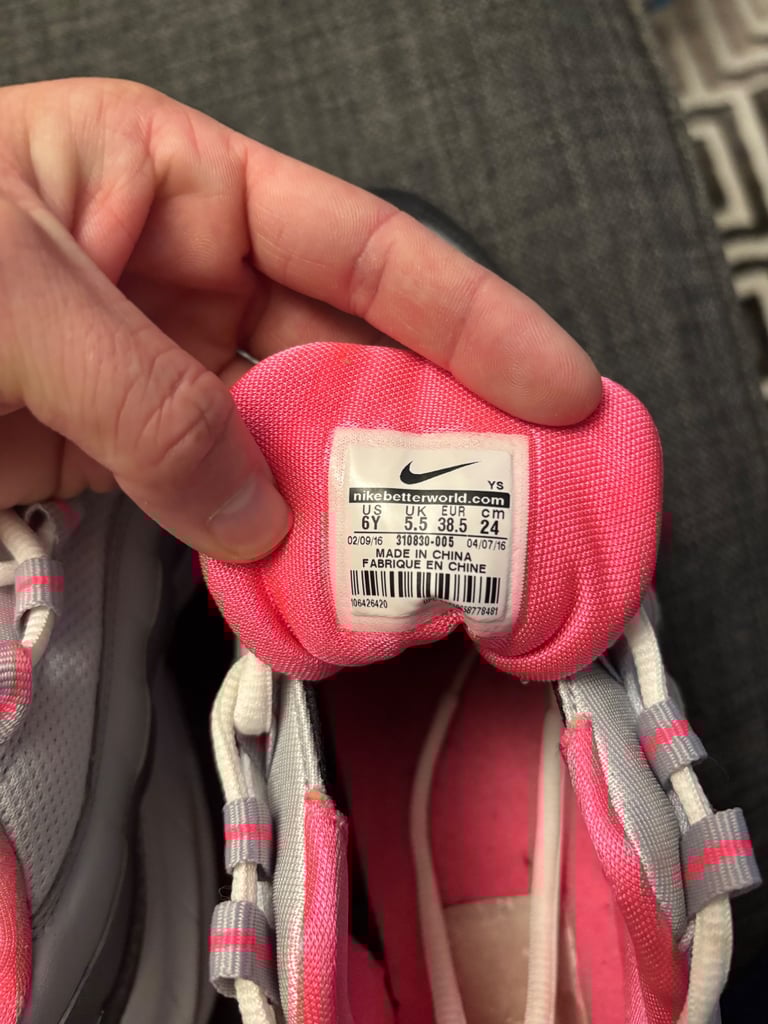 YS
nikebetterworld.com
US UK EUR cm
6Y 5.5 38.5 24
02/09/16 310830-005 04/07/16
MADE IN CHINA
FABRIQUE EN CHINE
106426420